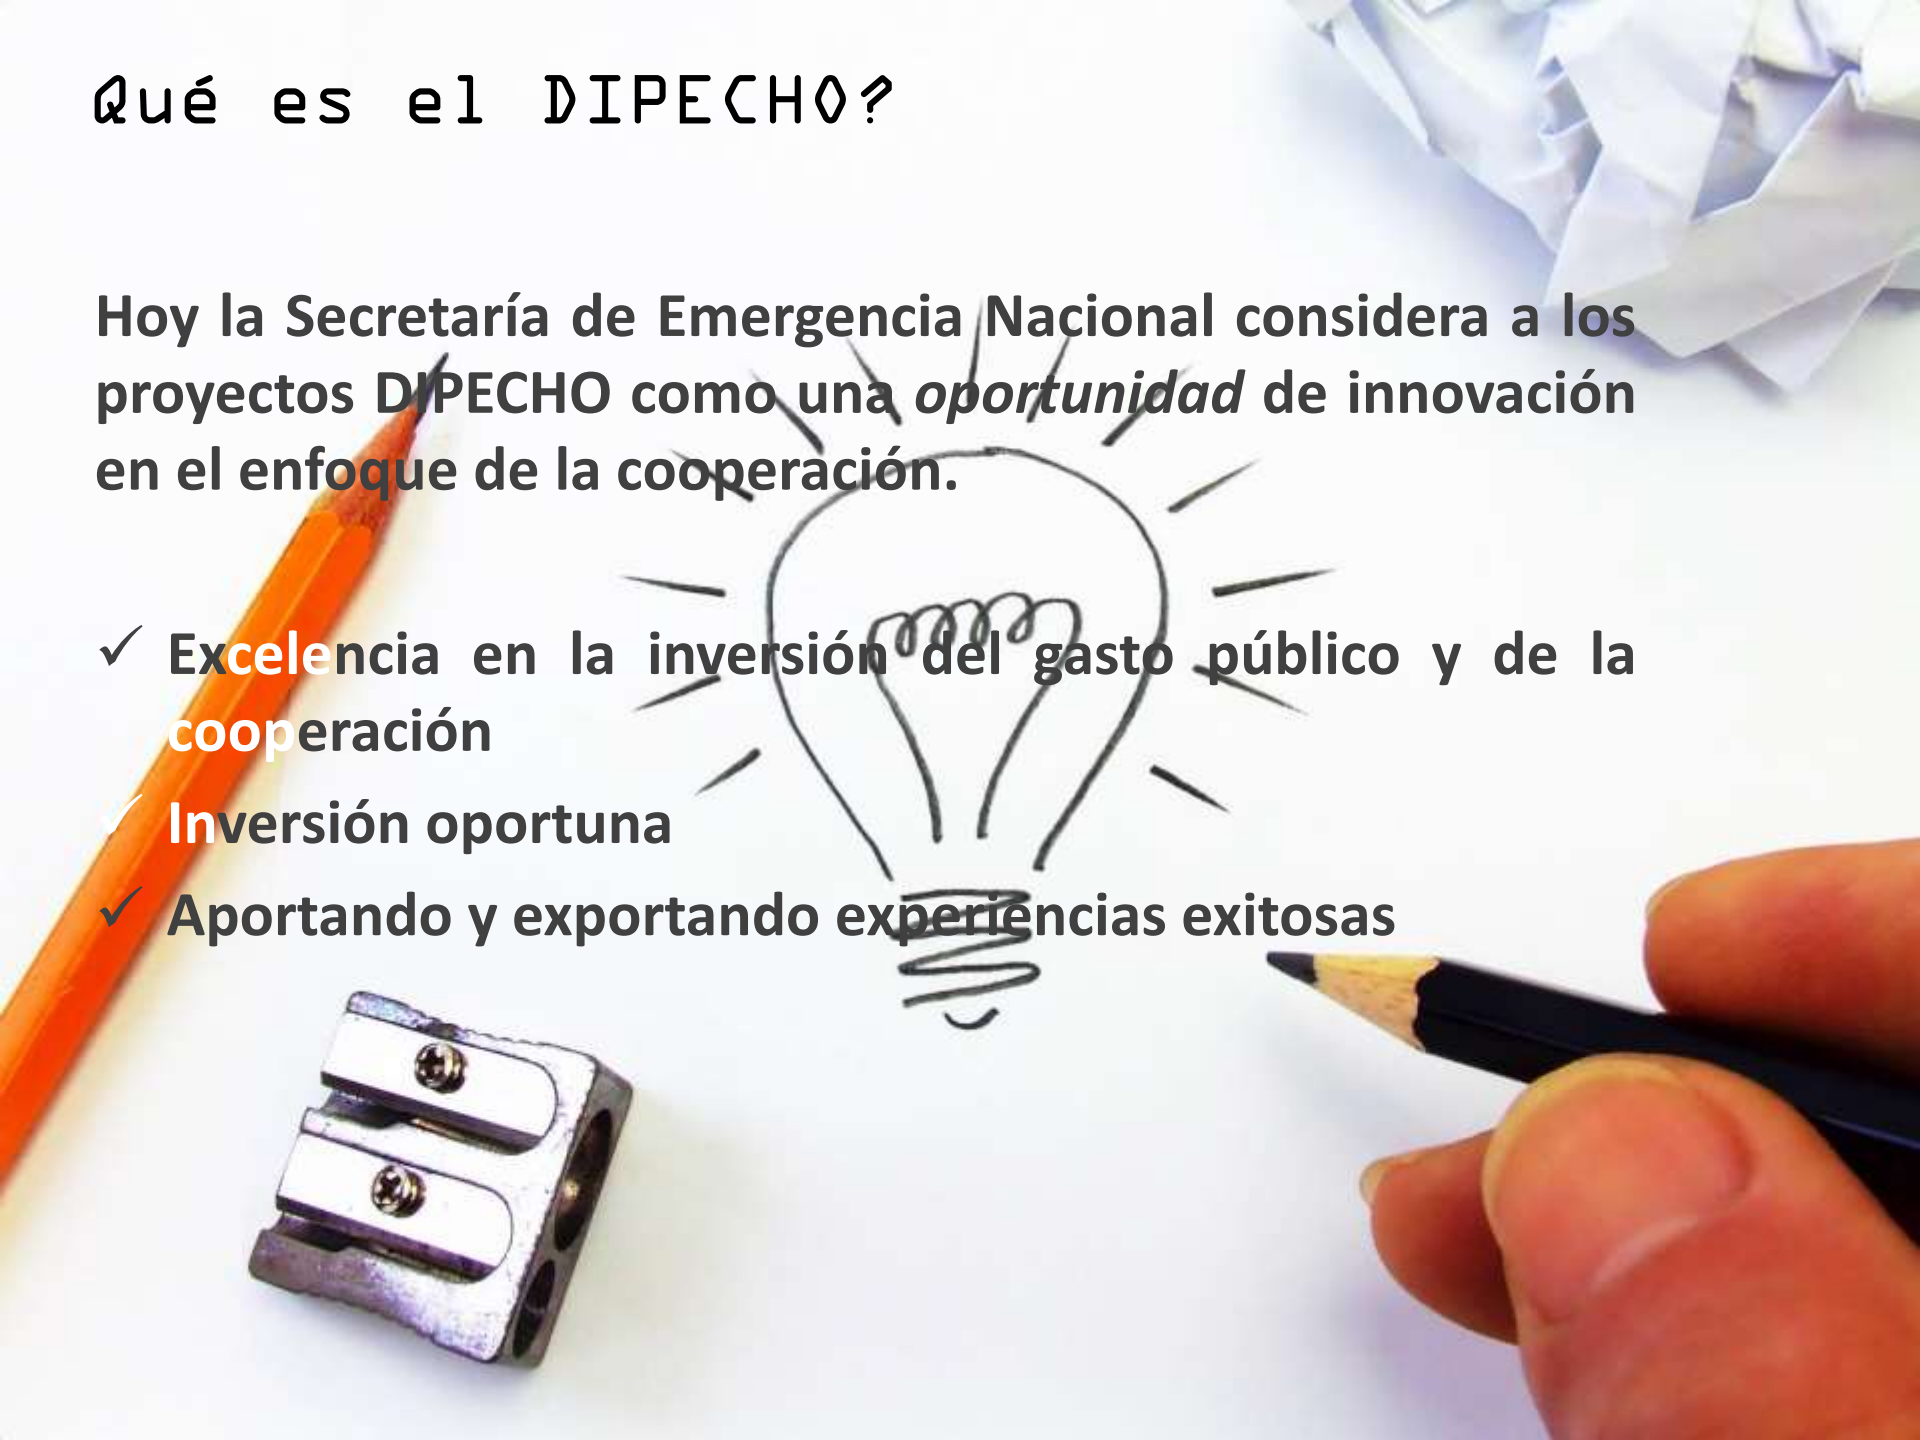 Qué es el DIPECHO?
Hoy la Secretaría de Emergencia Nacional considera a los
proyectos DIPECHO como una oportunidad de innovación
en el enfoque de la cooperación.
✓ Excelencia en la inversión del gasto público y de la
cooperación
✓ Inversión oportuna
✓ Aportando y exportando experiencias exitosas